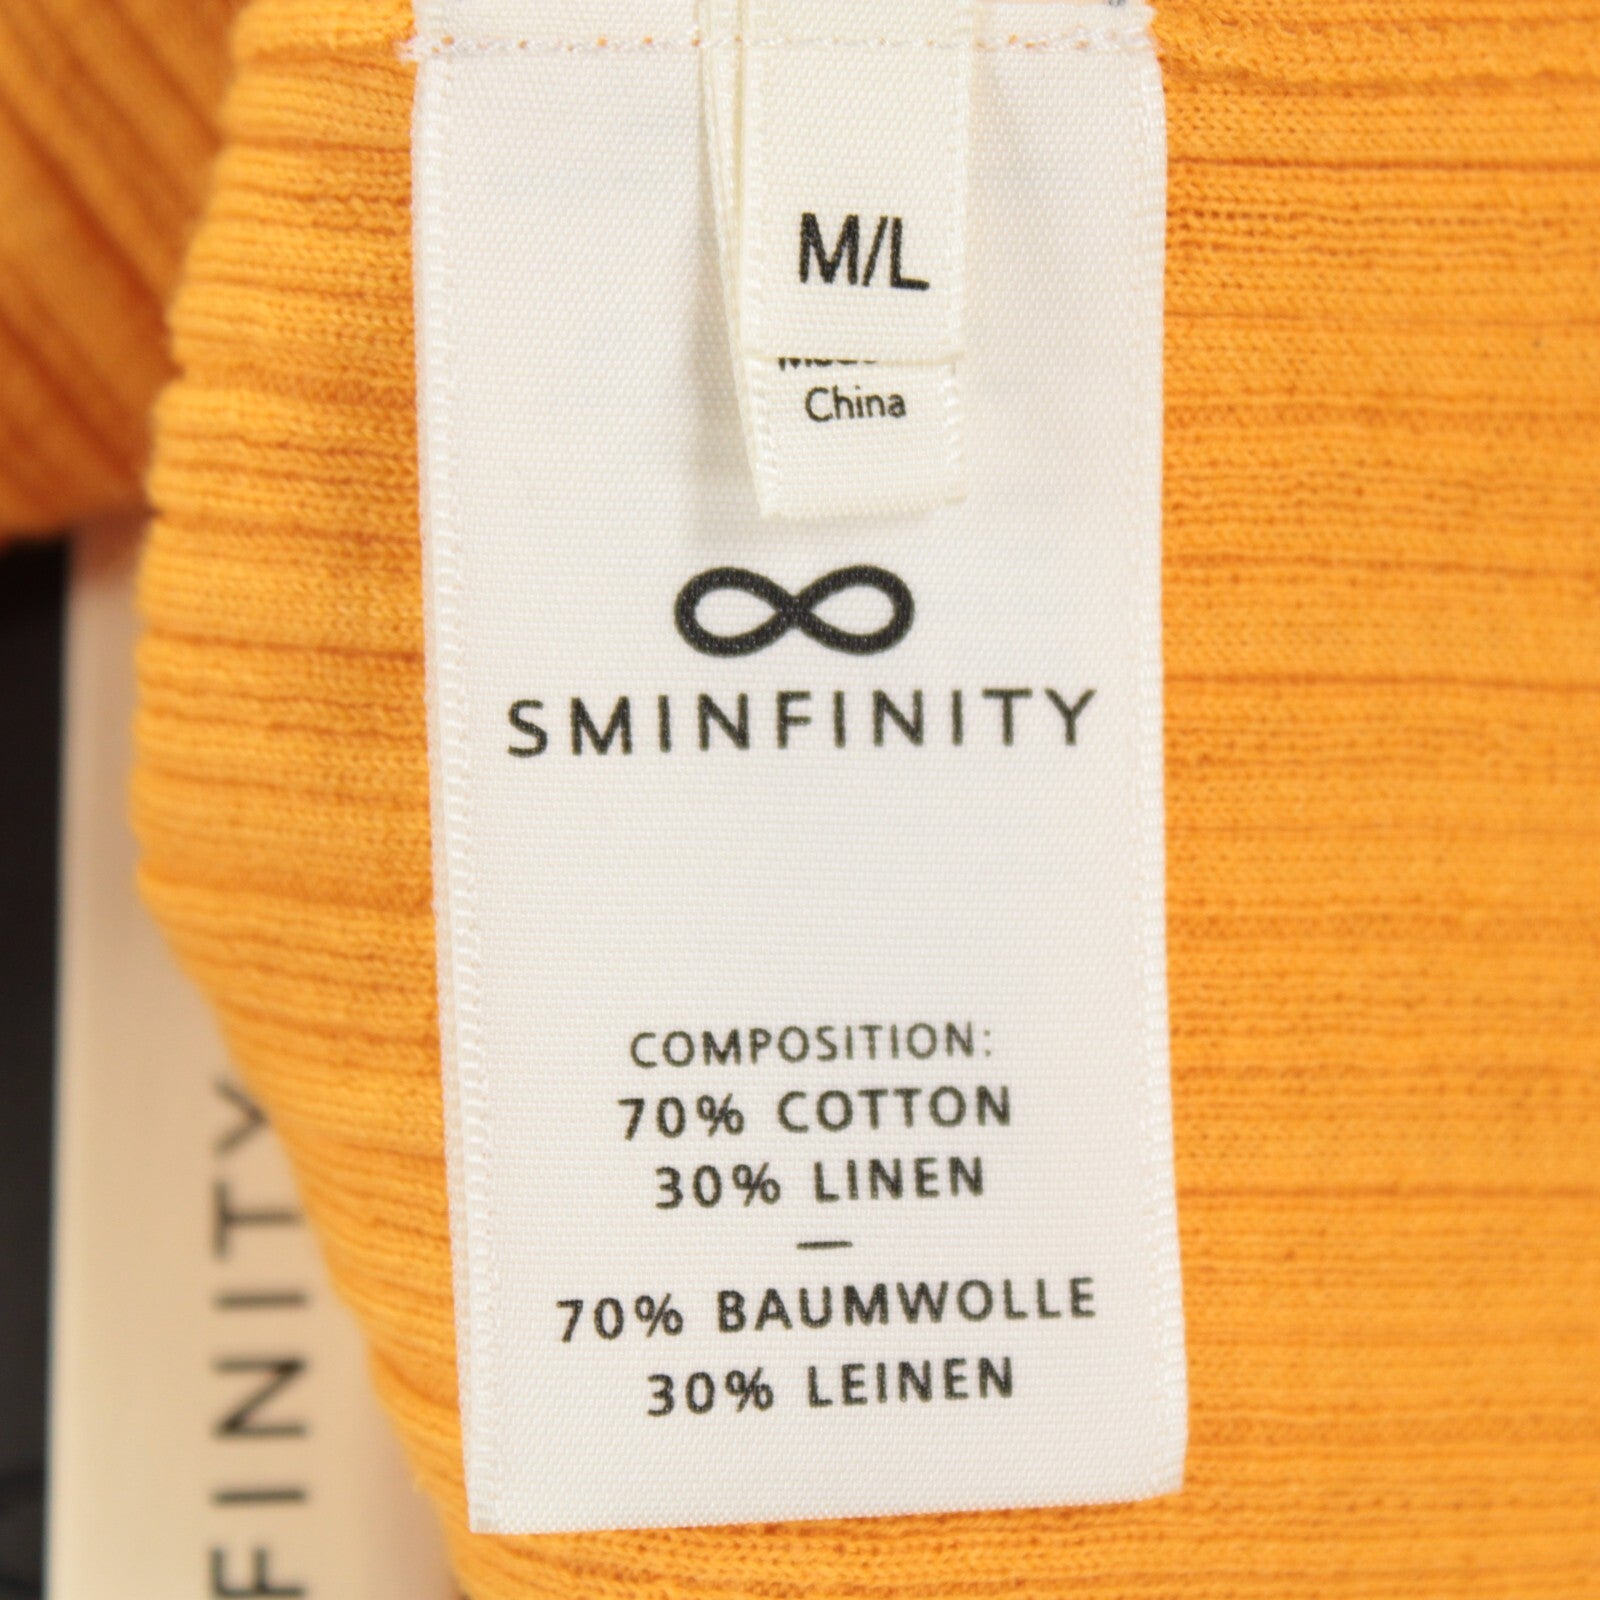 M/L
China
SMINFINITY
COMPOSITION:
70% COTTON
30% LINEN
—
70% BAUMWOLLE
30% LEINEN
FINITY